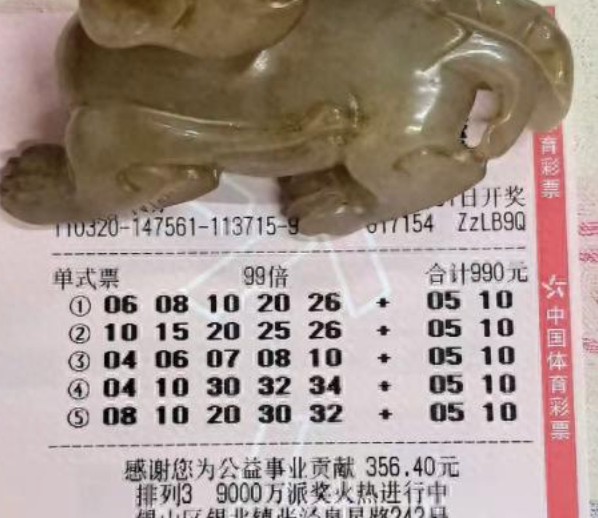 日开奖
110320-147561-113715-9 617154 ZzLB9Q
单式票 99倍 合计990元
① 06 08 10 20 26 + 05 10
② 10 15 20 25 26 + 05 10
③ 04 06 07 08 10 + 05 10
④ 04 10 30 32 34 + 05 10
⑤ 08 10 20 30 32 + 05 10
感谢您为公益事业贡献 356.40元
排列3 9000万派奖火热进行中
育彩票
中国体育彩票